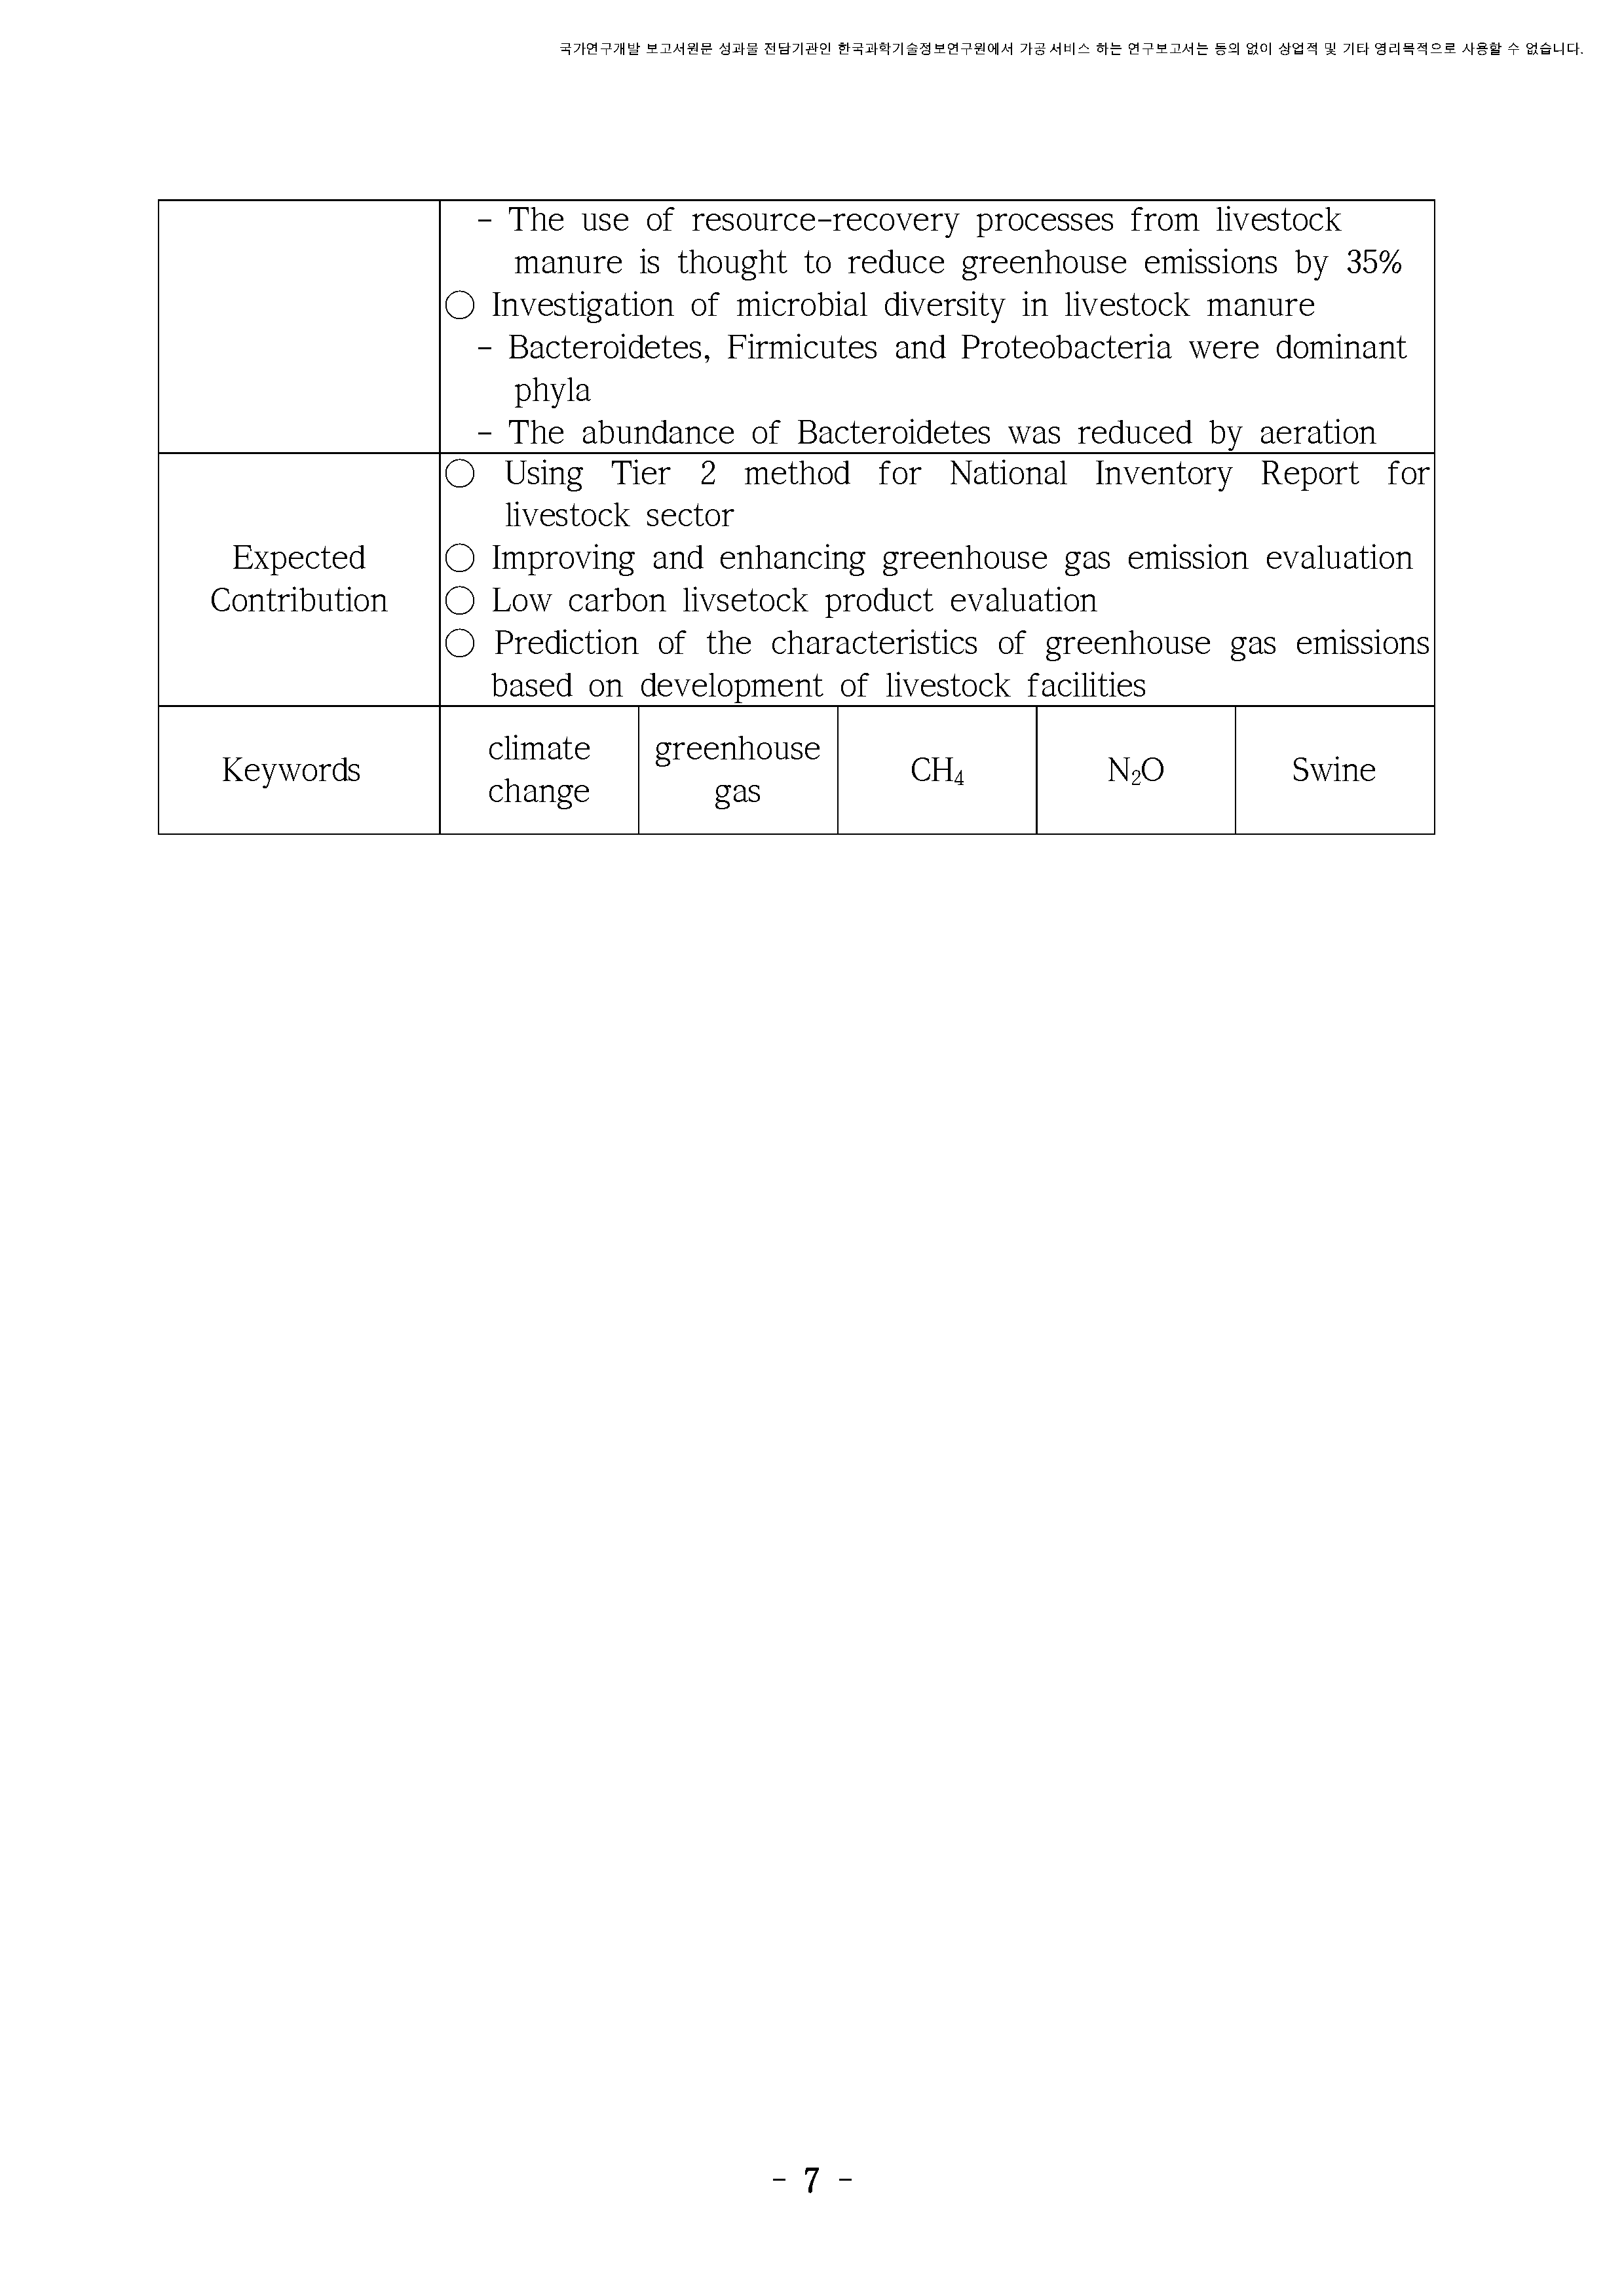 국가연구개발 보고서원문 성과물 전담기관인 한국과학기술정보연구원에서 가공·서비스 하는 연구보고서는 동의 없이 상업적 및 기타 영리목적으로 사용할 수 없습니다.
- The use of resource-recovery processes from livestock
manure is thought to reduce greenhouse emissions by 35%
○ Investigation of microbial diversity in livestock manure
- Bacteroidetes, Firmicutes and Proteobacteria were dominant
phyla
- The abundance of Bacteroidetes was reduced by aeration
Expected
Contribution
○ Using Tier 2 method for National Inventory Report for
livestock sector
○ Improving and enhancing greenhouse gas emission evaluation
○ Low carbon livsetock product evaluation
○ Prediction of the characteristics of greenhouse gas emissions
based on development of livestock facilities
Keywords
climate
change
greenhouse
gas
CH₄
N₂O
Swine
- 7 -